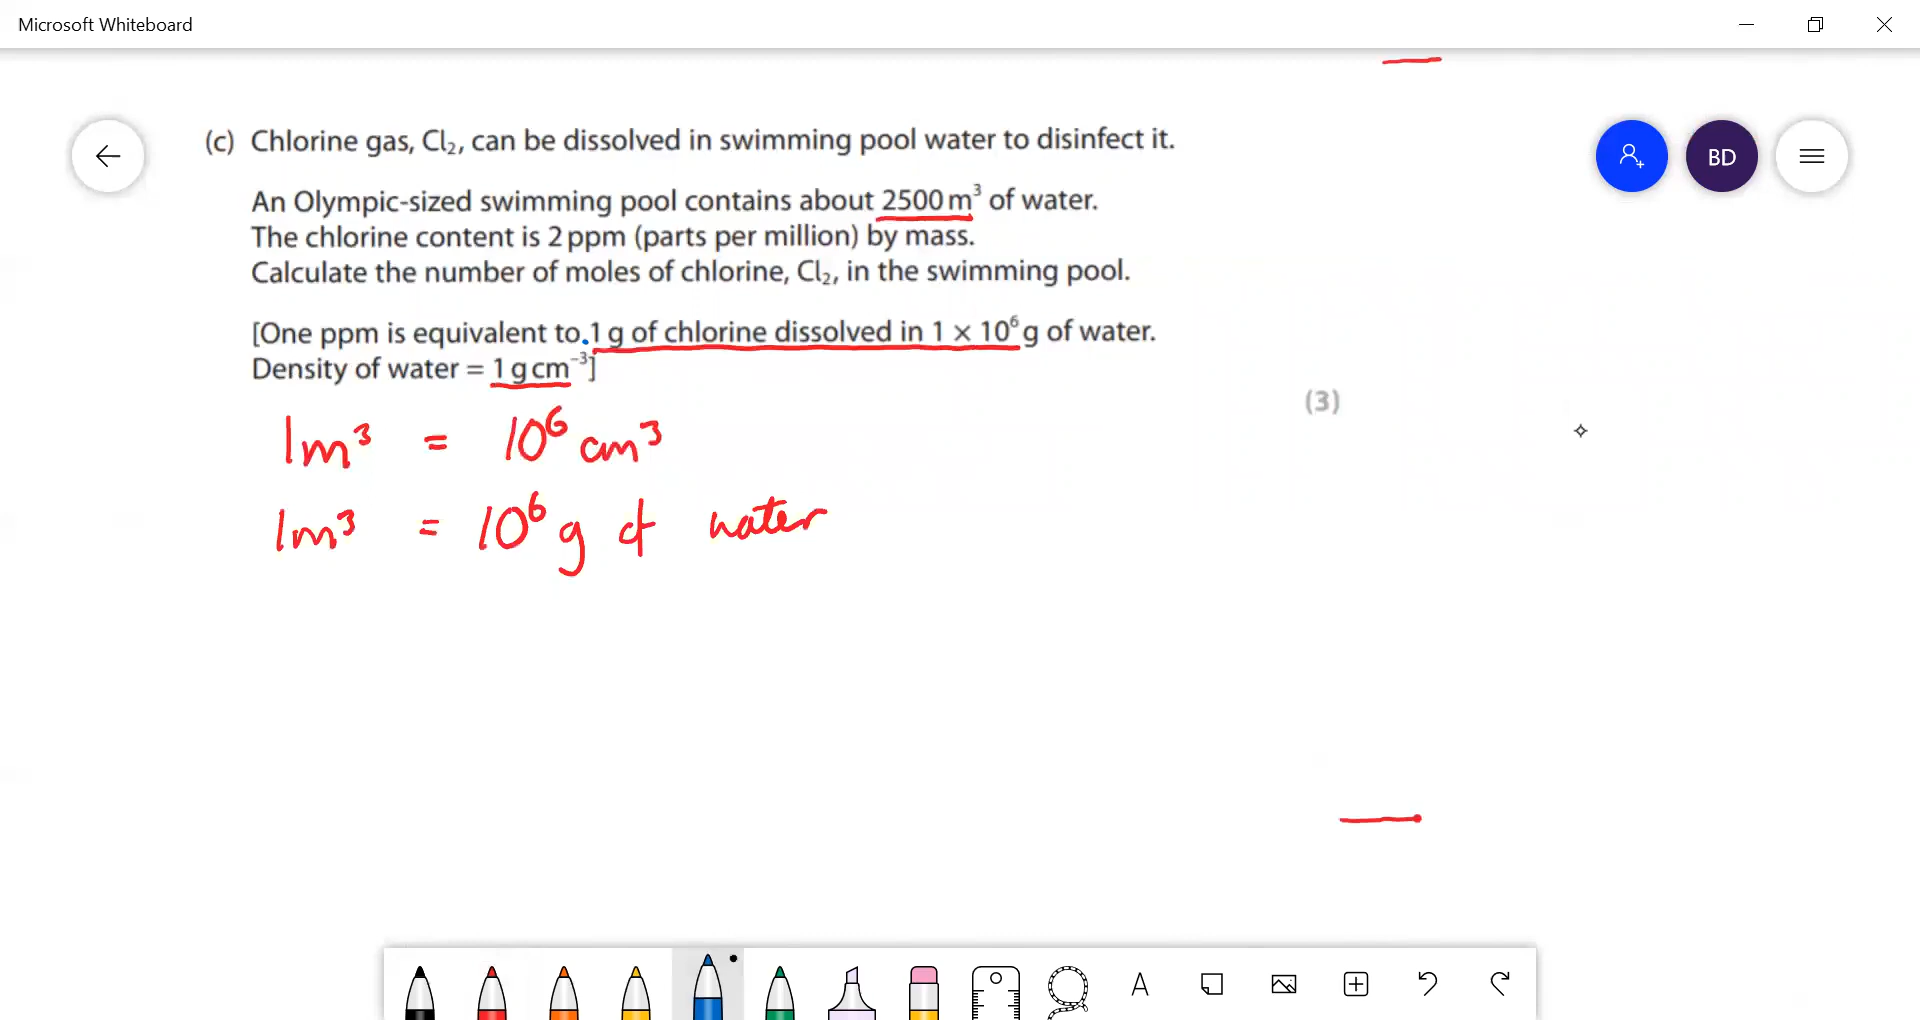 Microsoft Whiteboard
(c) Chlorine gas, Cl₂, can be dissolved in swimming pool water to disinfect it.
An Olympic-sized swimming pool contains about 2500 m³ of water.
The chlorine content is 2 ppm (parts per million) by mass.
Calculate the number of moles of chlorine, Cl₂, in the swimming pool.
[One ppm is equivalent to 1 g of chlorine dissolved in 1 × 10⁶ g of water.
Density of water = 1 g cm⁻³]
(3)
1m³ = 10⁶ cm³
1m³ = 10⁶ g of water
BD
A